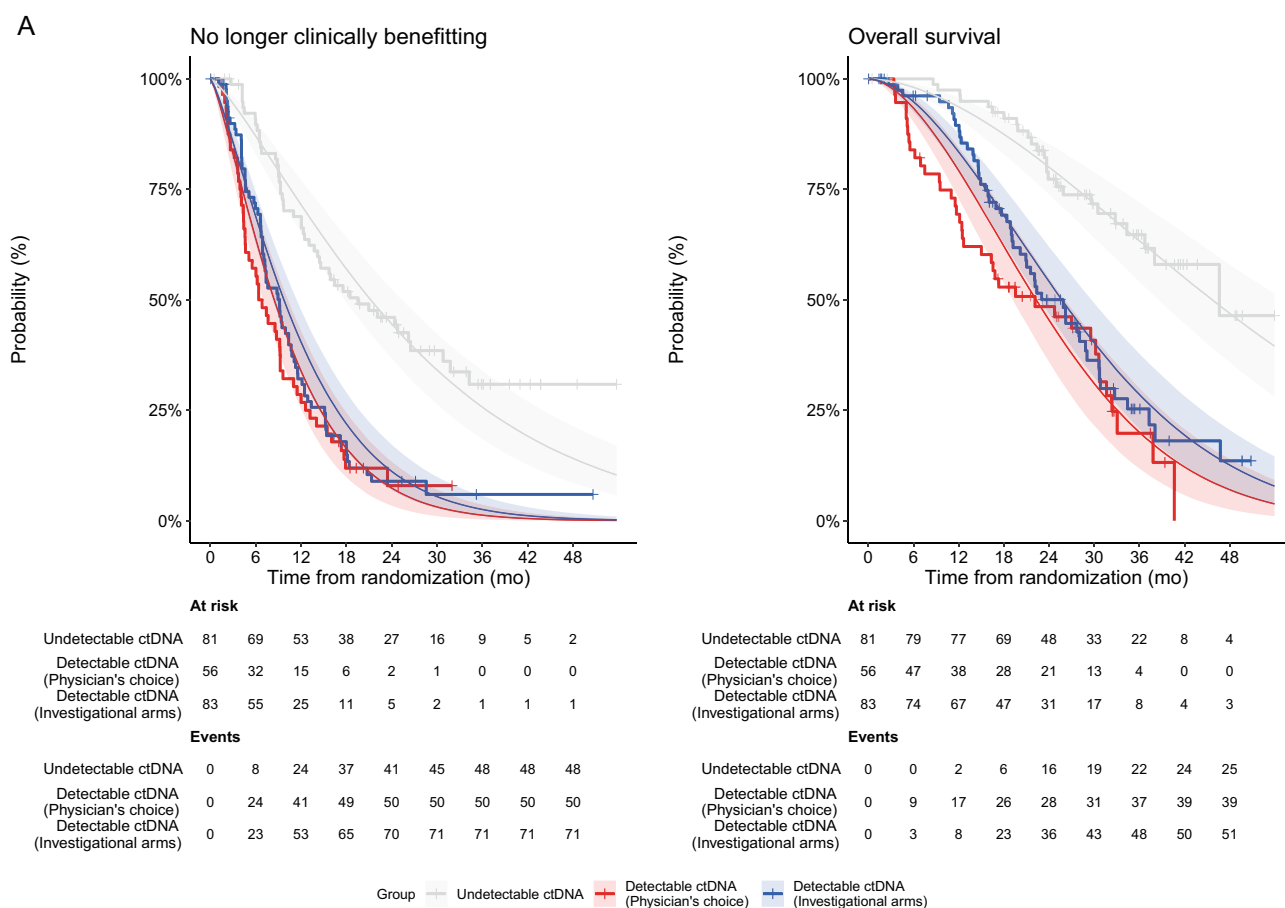 A
No longer clinically benefitting
Overall survival
Probability (%)
100%
75%
50%
25%
0%
0 6 12 18 24 30 36 42 48
Time from randomization (mo)
Probability (%)
100%
75%
50%
25%
0%
0 6 12 18 24 30 36 42 48
Time from randomization (mo)
At risk
Undetectable ctDNA 81 69 53 38 27 16 9 5 2
Detectable ctDNA
(Physician's choice) 56 32 15 6 2 1 0 0 0
Detectable ctDNA
(Investigational arms) 83 55 25 11 5 2 1 1 1
Events
Undetectable ctDNA 0 8 24 37 41 45 48 48 48
Detectable ctDNA
(Physician's choice) 0 24 41 49 50 50 50 50 50
Detectable ctDNA
(Investigational arms) 0 23 53 65 70 71 71 71 71
At risk
Undetectable ctDNA 81 79 77 69 48 33 22 8 4
Detectable ctDNA
(Physician's choice) 56 47 38 28 21 13 4 0 0
Detectable ctDNA
(Investigational arms) 83 74 67 47 31 17 8 4 3
Events
Undetectable ctDNA 0 0 2 6 16 19 22 24 25
Detectable ctDNA
(Physician's choice) 0 9 17 26 28 31 37 39 39
Detectable ctDNA
(Investigational arms) 0 3 8 23 36 43 48 50 51
Group
Undetectable ctDNA
Detectable ctDNA
(Physician's choice)
Detectable ctDNA
(Investigational arms)